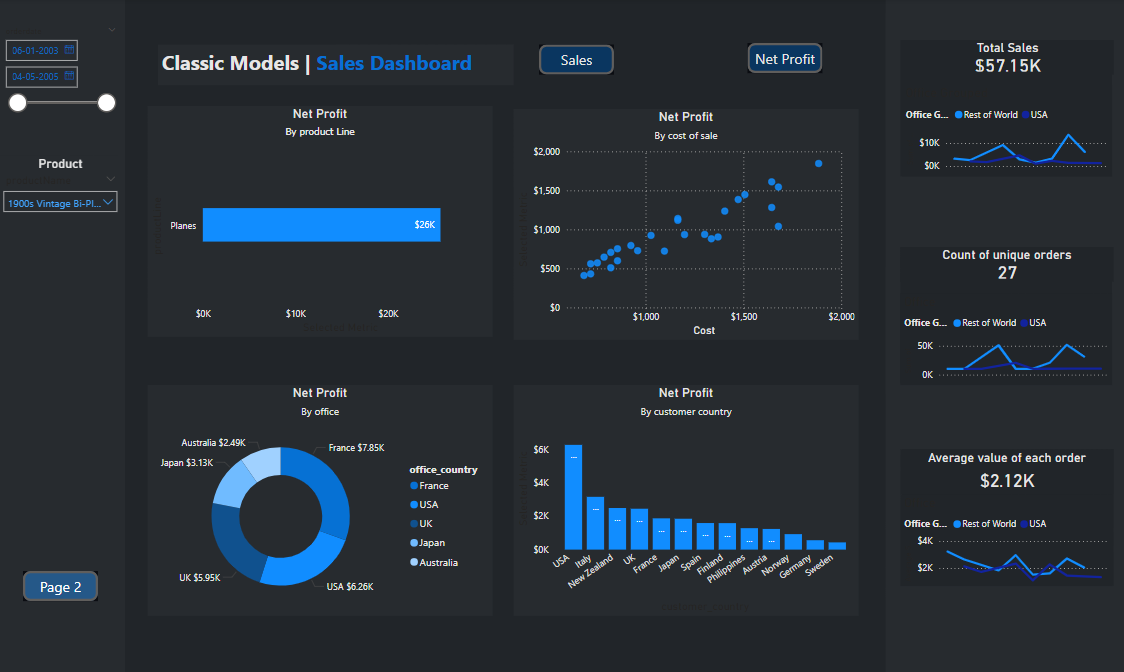 06-01-2003
04-05-2005
Product
1900s Vintage Bi-Pl...
Page 2
Classic Models | Sales Dashboard
Sales
Net Profit
Net Profit
By product Line
Planes
$26K
$0K $10K $20K
Net Profit
By cost of sale
$2,000
$1,500
$1,000
$500
$0
$1,000 $1,500 $2,000
Cost
Net Profit
By office
Australia $2.49K
France $7.85K
Japan $3.13K
UK $5.95K
USA $6.26K
office_country
France
USA
UK
Japan
Australia
Net Profit
By customer country
$6K
$4K
$2K
$0K
... ... ... ... ... ... ... ... ... ...
USA Italy New Zealand UK France Japan Spain Finland Philippines Austria Norway Germany Sweden
Total Sales
$57.15K
Office G... Rest of World USA
$10K
$0K
Count of unique orders
27
Office G... Rest of World USA
50K
0K
Average value of each order
$2.12K
Office G... Rest of World USA
$4K
$2K